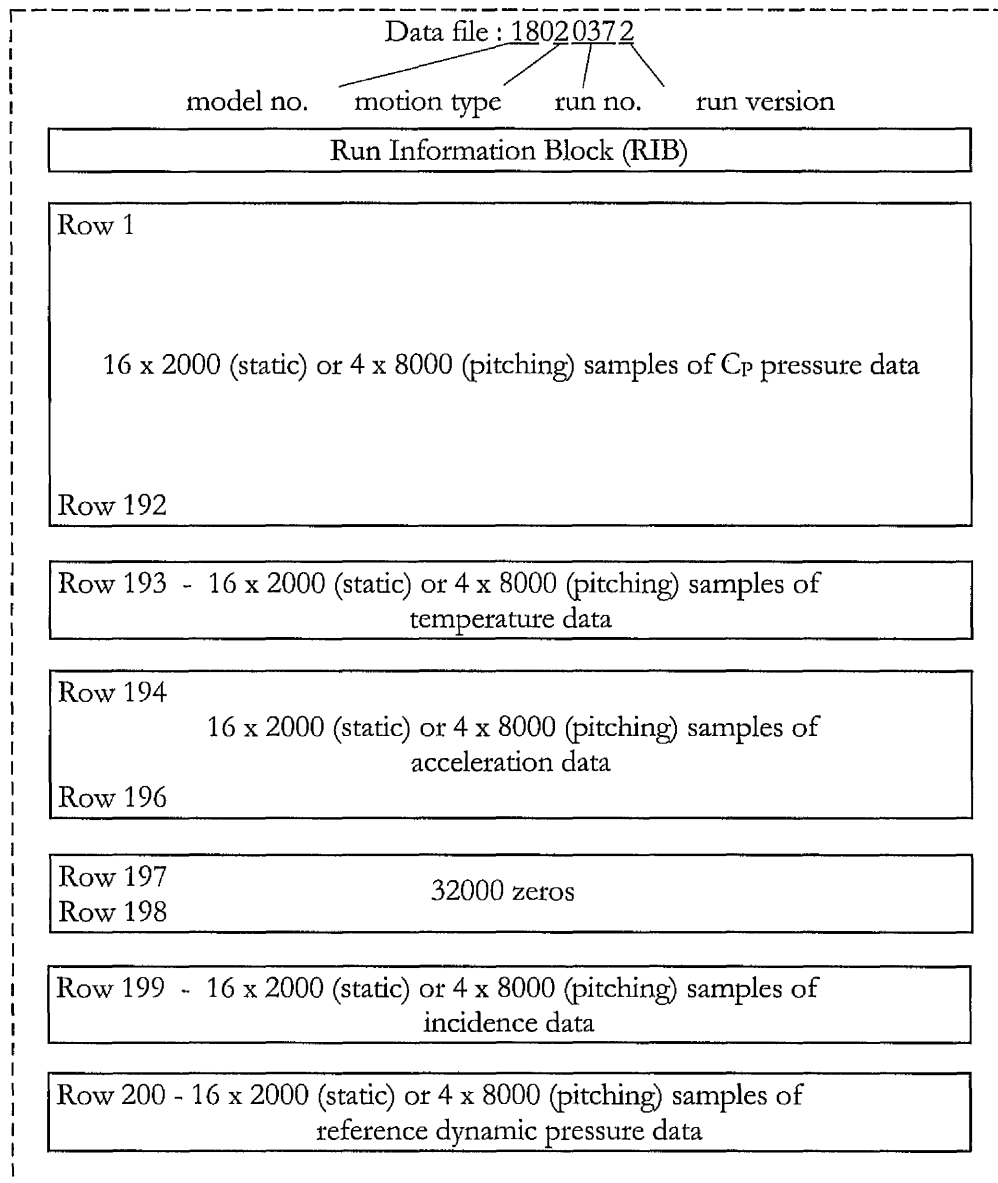 Data file : 18020372
model no. motion type run no. run version
Run Information Block (RIB)
Row 1
16 x 2000 (static) or 4 x 8000 (pitching) samples of CP pressure data
Row 192
Row 193 - 16 x 2000 (static) or 4 x 8000 (pitching) samples of
temperature data
Row 194
16 x 2000 (static) or 4 x 8000 (pitching) samples of
acceleration data
Row 196
Row 197
32000 zeros
Row 198
Row 199 - 16 x 2000 (static) or 4 x 8000 (pitching) samples of
incidence data
Row 200 - 16 x 2000 (static) or 4 x 8000 (pitching) samples of
reference dynamic pressure data